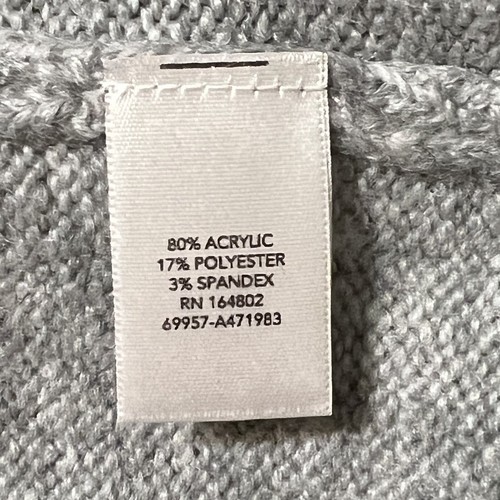 80% ACRYLIC
17% POLYESTER
3% SPANDEX
RN 164802
69957-A471983